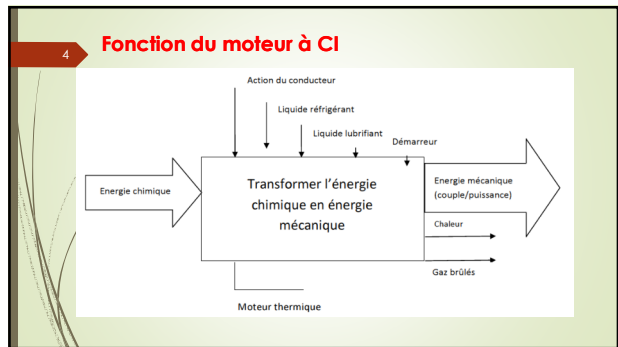 4
Fonction du moteur à CI
Action du conducteur
Liquide réfrigérant
Liquide lubrifiant
Démarreur
Energie chimique
Transformer l'énergie
chimique en énergie
mécanique
Energie mécanique
(couple/puissance)
Chaleur
Gaz brûlés
Moteur thermique